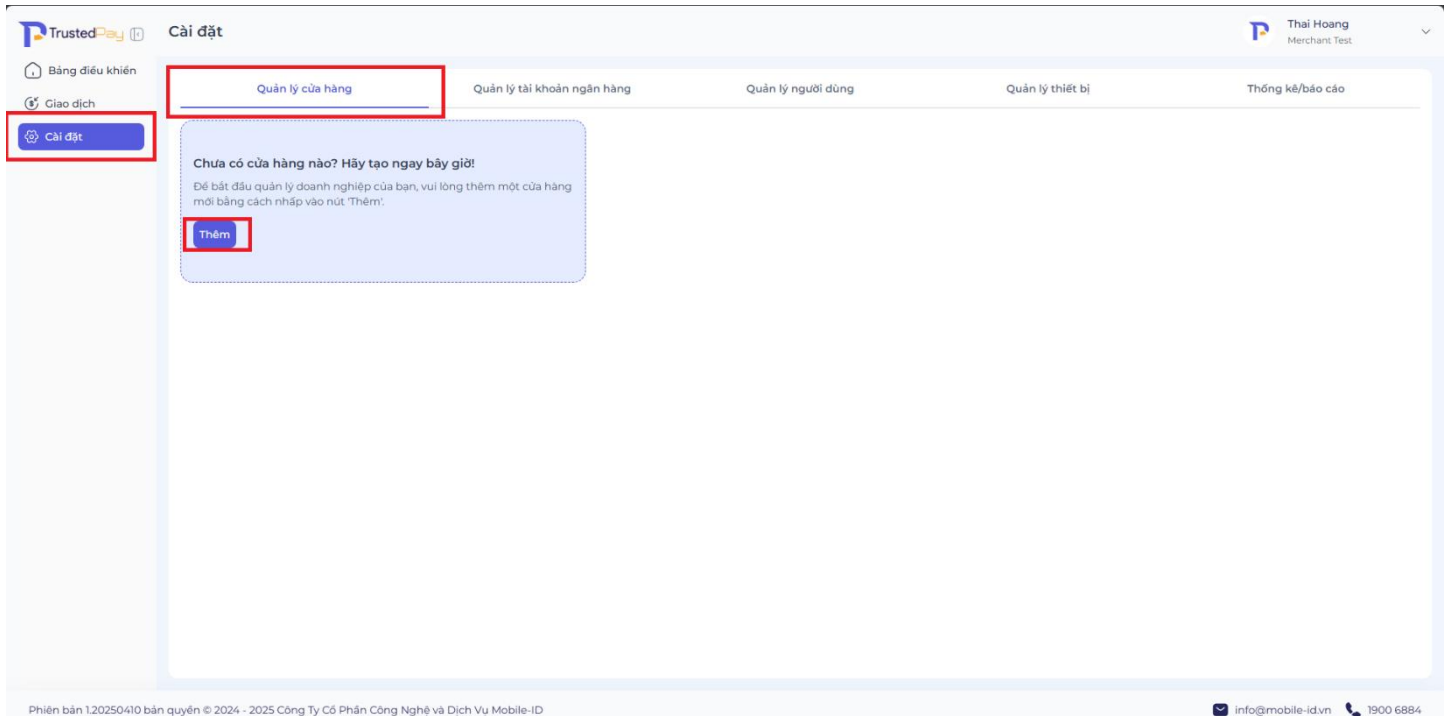 TrustedPay
Cài đặt
Thai Hoang
Merchant Test
Bảng điều khiển
Giao dịch
Cài đặt
Quản lý cửa hàng
Quản lý tài khoản ngân hàng
Quản lý người dùng
Quản lý thiết bị
Thống kê/báo cáo
Chưa có cửa hàng nào? Hãy tạo ngay bây giờ!
Để bắt đầu quản lý doanh nghiệp của bạn, vui lòng thêm một cửa hàng
mới bằng cách nhấp vào nút 'Thêm'.
Thêm
Phiên bản 1.20250410 bản quyền © 2024 - 2025 Công Ty Cổ Phần Công Nghệ và Dịch Vụ Mobile-ID
info@mobile-id.vn
1900 6884